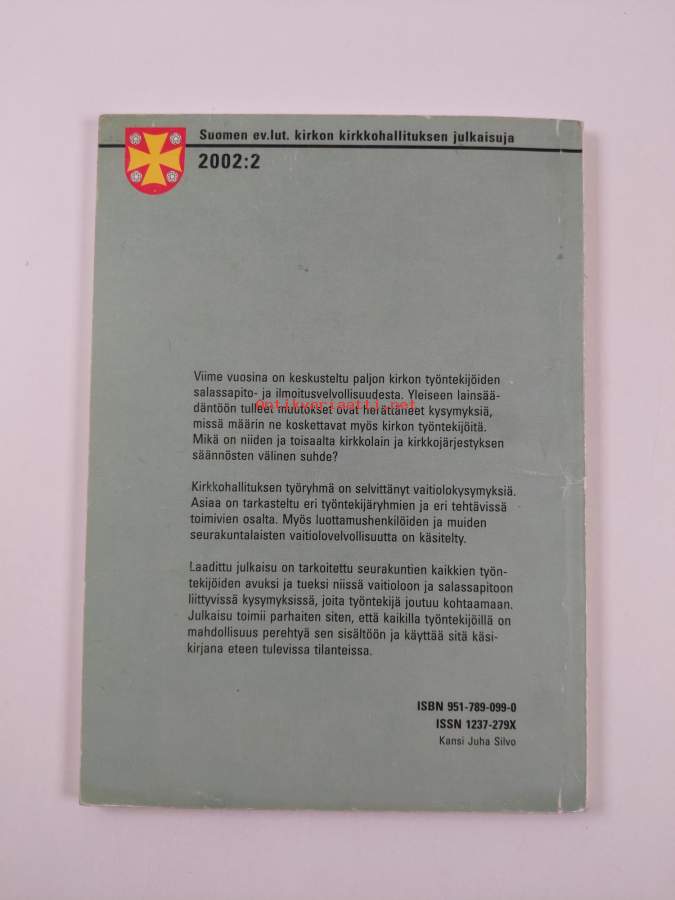 Suomen ev.lut. kirkon kirkkohallituksen julkaisuja
2002:2
Viime vuosina on keskusteltu paljon kirkon työntekijöiden
salassapito- ja ilmoitusvelvollisuudesta. Yleiseen lainsää-
Antikvariaatti.net
däntöön tulleet muutokset ovat herättäneet kysymyksiä,
missä määrin ne koskettavat myös kirkon työntekijöitä.
Mikä on niiden ja toisaalta kirkkolain ja kirkkojärjestyksen
säännösten välinen suhde?
Kirkkohallituksen työryhmä on selvittänyt vaitiolokysymyksiä.
Asiaa on tarkasteltu eri työntekijäryhmien ja eri tehtävissä
toimivien osalta. Myös luottamushenkilöiden ja muiden
seurakuntalaisten vaitiolovelvollisuutta on käsitelty.
Laadittu julkaisu on tarkoitettu seurakuntien kaikkien työn-
tekijöiden avuksi ja tueksi niissä vaitioloon ja salassapitoon
liittyvissä kysymyksissä, joita työntekijä joutuu kohtaamaan.
Julkaisu toimii parhaiten siten, että kaikilla työntekijöillä on
mahdollisuus perehtyä sen sisältöön ja käyttää sitä käsi-
kirjana eteen tulevissa tilanteissa.
ISBN 951-789-099-0
ISSN 1237-279X
Kansi Juha Silvo